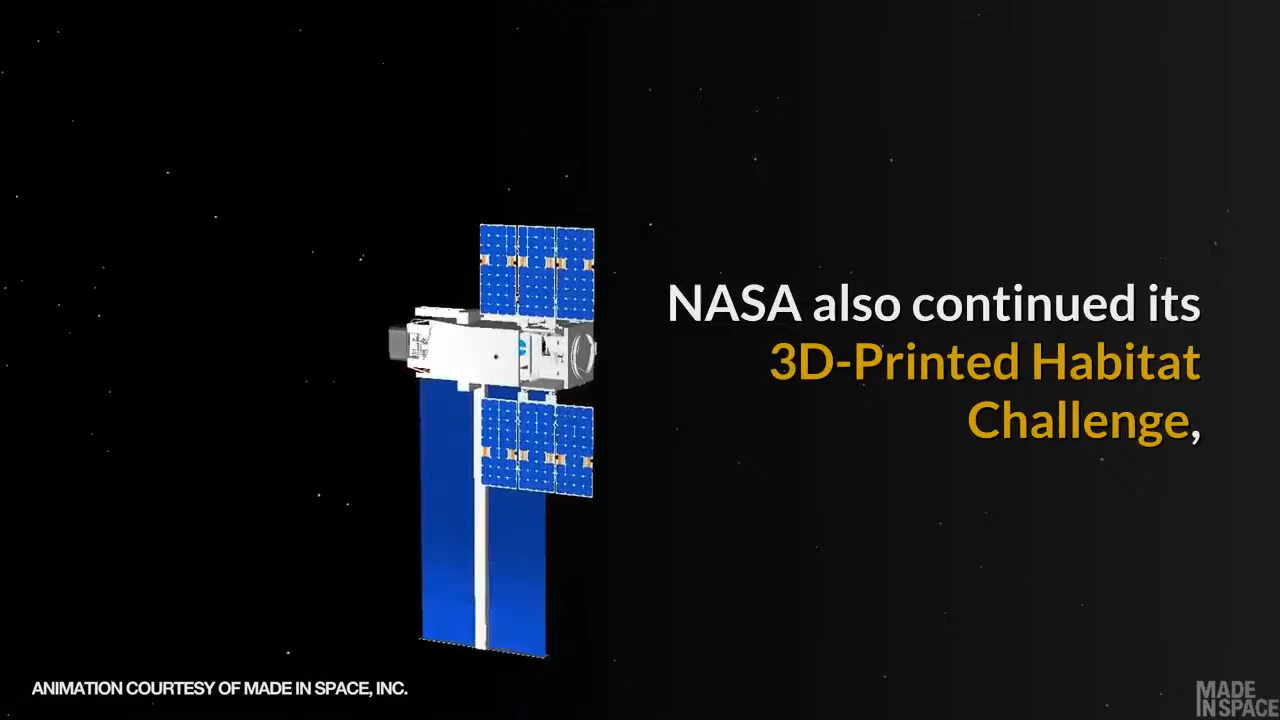 NASA also continued its
3D-Printed Habitat
Challenge,
ANIMATION COURTESY OF MADE IN SPACE, INC.
MADE
IN SPACE